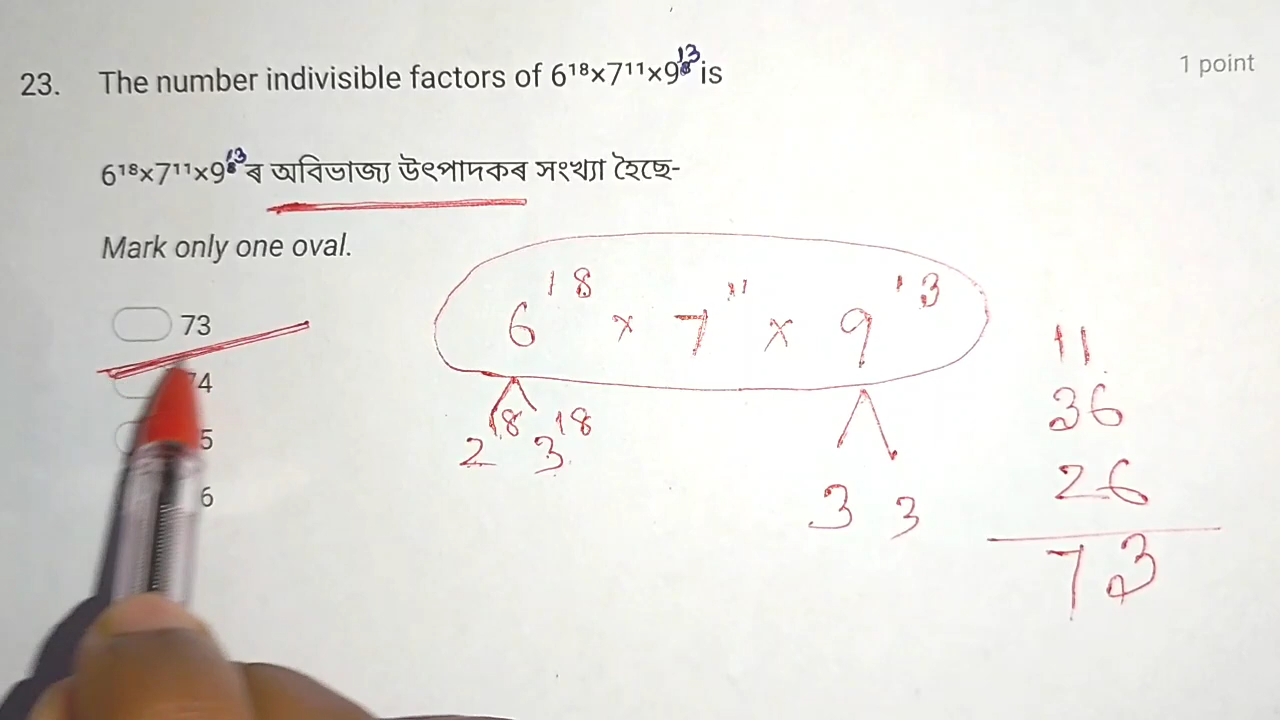 23. The number indivisible factors of 6¹⁸×7¹¹×9¹³ is
1 point
6¹⁸×7¹¹×9¹³ৰ অবিভাজ্য উৎপাদকৰ সংখ্যা হৈছে-
Mark only one oval.
73
74
5
6
6¹⁸ × 7¹¹ × 9¹³
2¹⁸ 3¹⁸
3 3
11
36
26
73